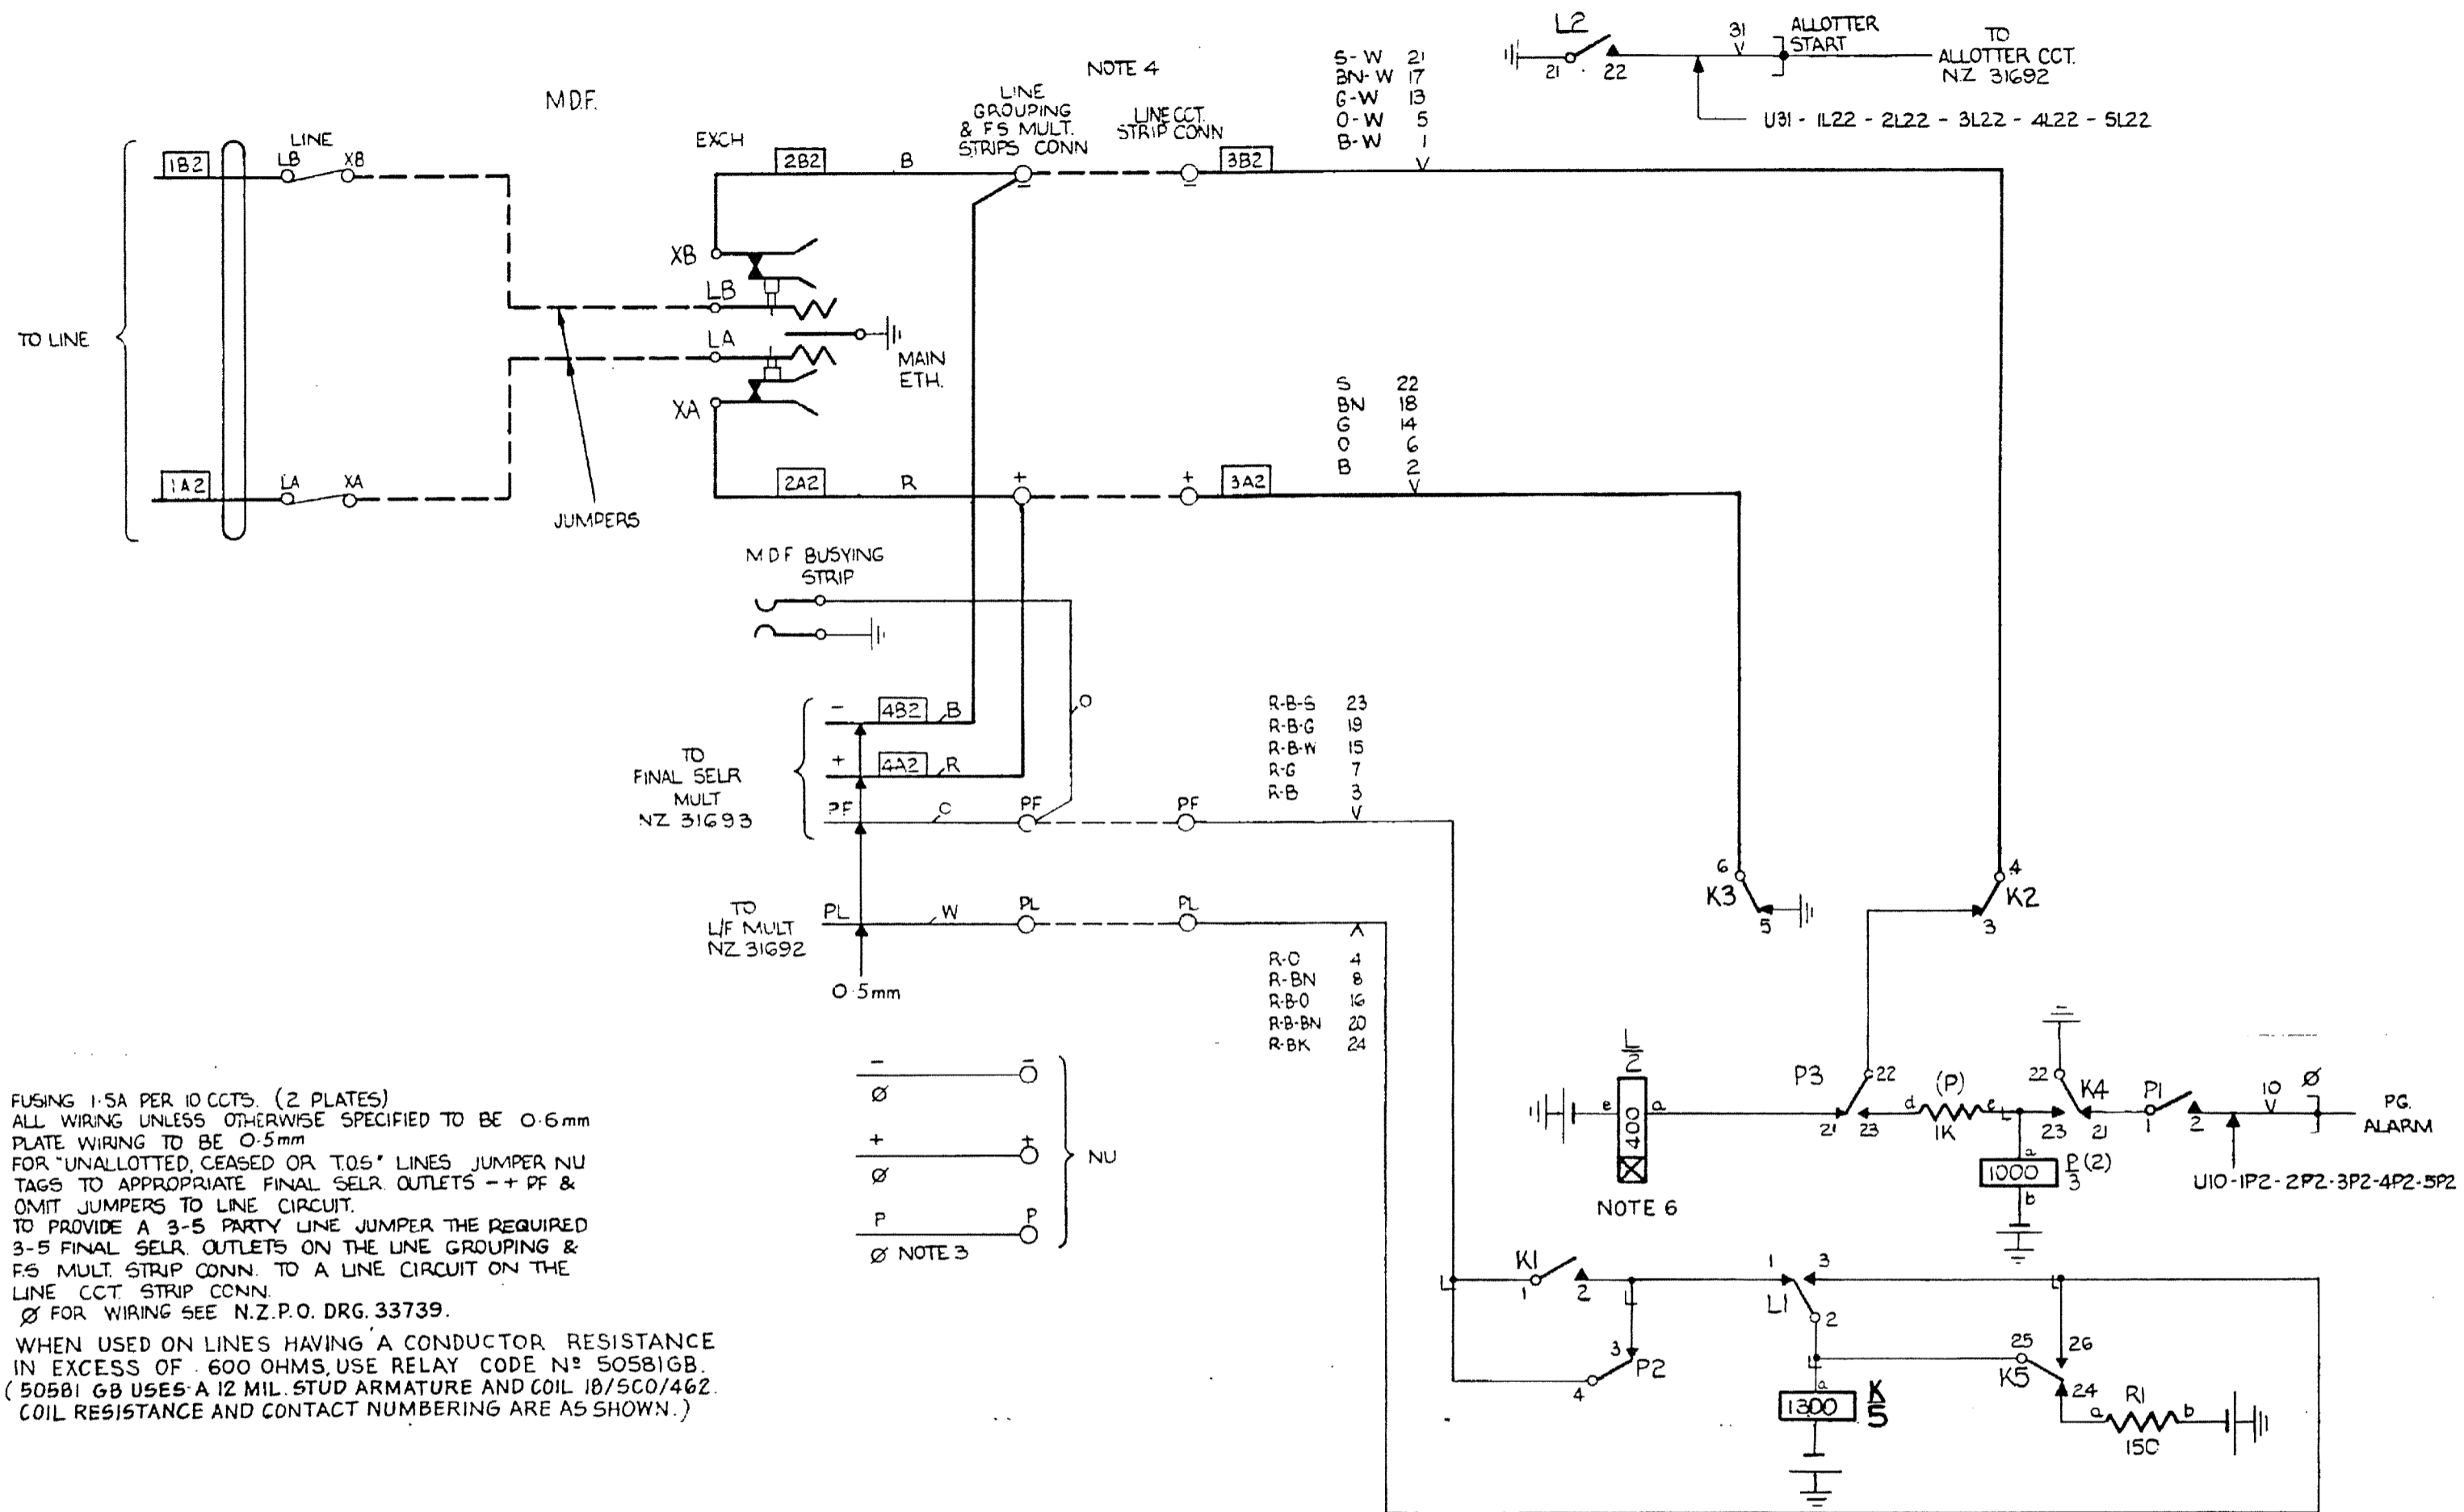 L2
21
22
31
ALLOTTER
START
TO
ALLOTTER CCT.
NZ 31692
U31 - 1L22 - 2L22 - 3L22 - 4L22 - 5L22
M.D.F.
NOTE 4
LINE
GROUPING
& FS MULT.
STRIPS CONN
LINE CCT.
STRIP CONN
S-W 21
BN-W 17
G-W 13
O-W 5
B-W 1
LINE
EXCH
1B2
LB
XB
2B2
B
-
-
3B2
XB
LB
LA
XA
MAIN
ETH.
TO LINE
1A2
LA
XA
JUMPERS
2A2
R
+
+
3A2
S 22
BN 18
G 14
O 6
B 2
M D F BUSYING
STRIP
O
TO
FINAL SELR
MULT
NZ 31693
-
4B2
B
+
4A2
R
PF
O
PF
PF
R-B-S 23
R-B-G 19
R-B-W 15
R-G 7
R-B 3
TO
L/F MULT
NZ 31692
PL
W
PL
PL
0.5mm
R-O 4
R-BN 8
R-B-O 16
R-B-BN 20
R-BK 24
6
K3
5
4
K2
3
-
-
Ø
+
+
Ø
P
P
Ø NOTE 3
NU
L
2
e
400
a
NOTE 6
P3
22
21
23
(P)
d
e
1K
22
K4
23
21
a
1000
P
3
(2)
b
P1
1
2
10
Ø
PG.
ALARM
U10-1P2-2P2-3P2-4P2-5P2
K1
1
2
1
3
L1
2
3
P2
4
a
1300
K
5
25
26
K5
24
a
R1
b
150
FUSING 1.5A PER 10 CCTS. (2 PLATES)
ALL WIRING UNLESS OTHERWISE SPECIFIED TO BE 0.6mm
PLATE WIRING TO BE 0.5mm
FOR "UNALLOTTED, CEASED OR T.O.S" LINES JUMPER NU
TAGS TO APPROPRIATE FINAL SELR. OUTLETS - + PF &
OMIT JUMPERS TO LINE CIRCUIT.
TO PROVIDE A 3-5 PARTY LINE JUMPER THE REQUIRED
3-5 FINAL SELR. OUTLETS ON THE LINE GROUPING &
F.S MULT. STRIP CONN. TO A LINE CIRCUIT ON THE
LINE CCT. STRIP CONN.
Ø FOR WIRING SEE N.Z.P.O. DRG. 33739.
WHEN USED ON LINES HAVING A CONDUCTOR RESISTANCE
IN EXCESS OF 600 OHMS, USE RELAY CODE Nº 50581GB.
(50581 GB USES A 12 MIL. STUD ARMATURE AND COIL 18/SCO/462.
COIL RESISTANCE AND CONTACT NUMBERING ARE AS SHOWN.)